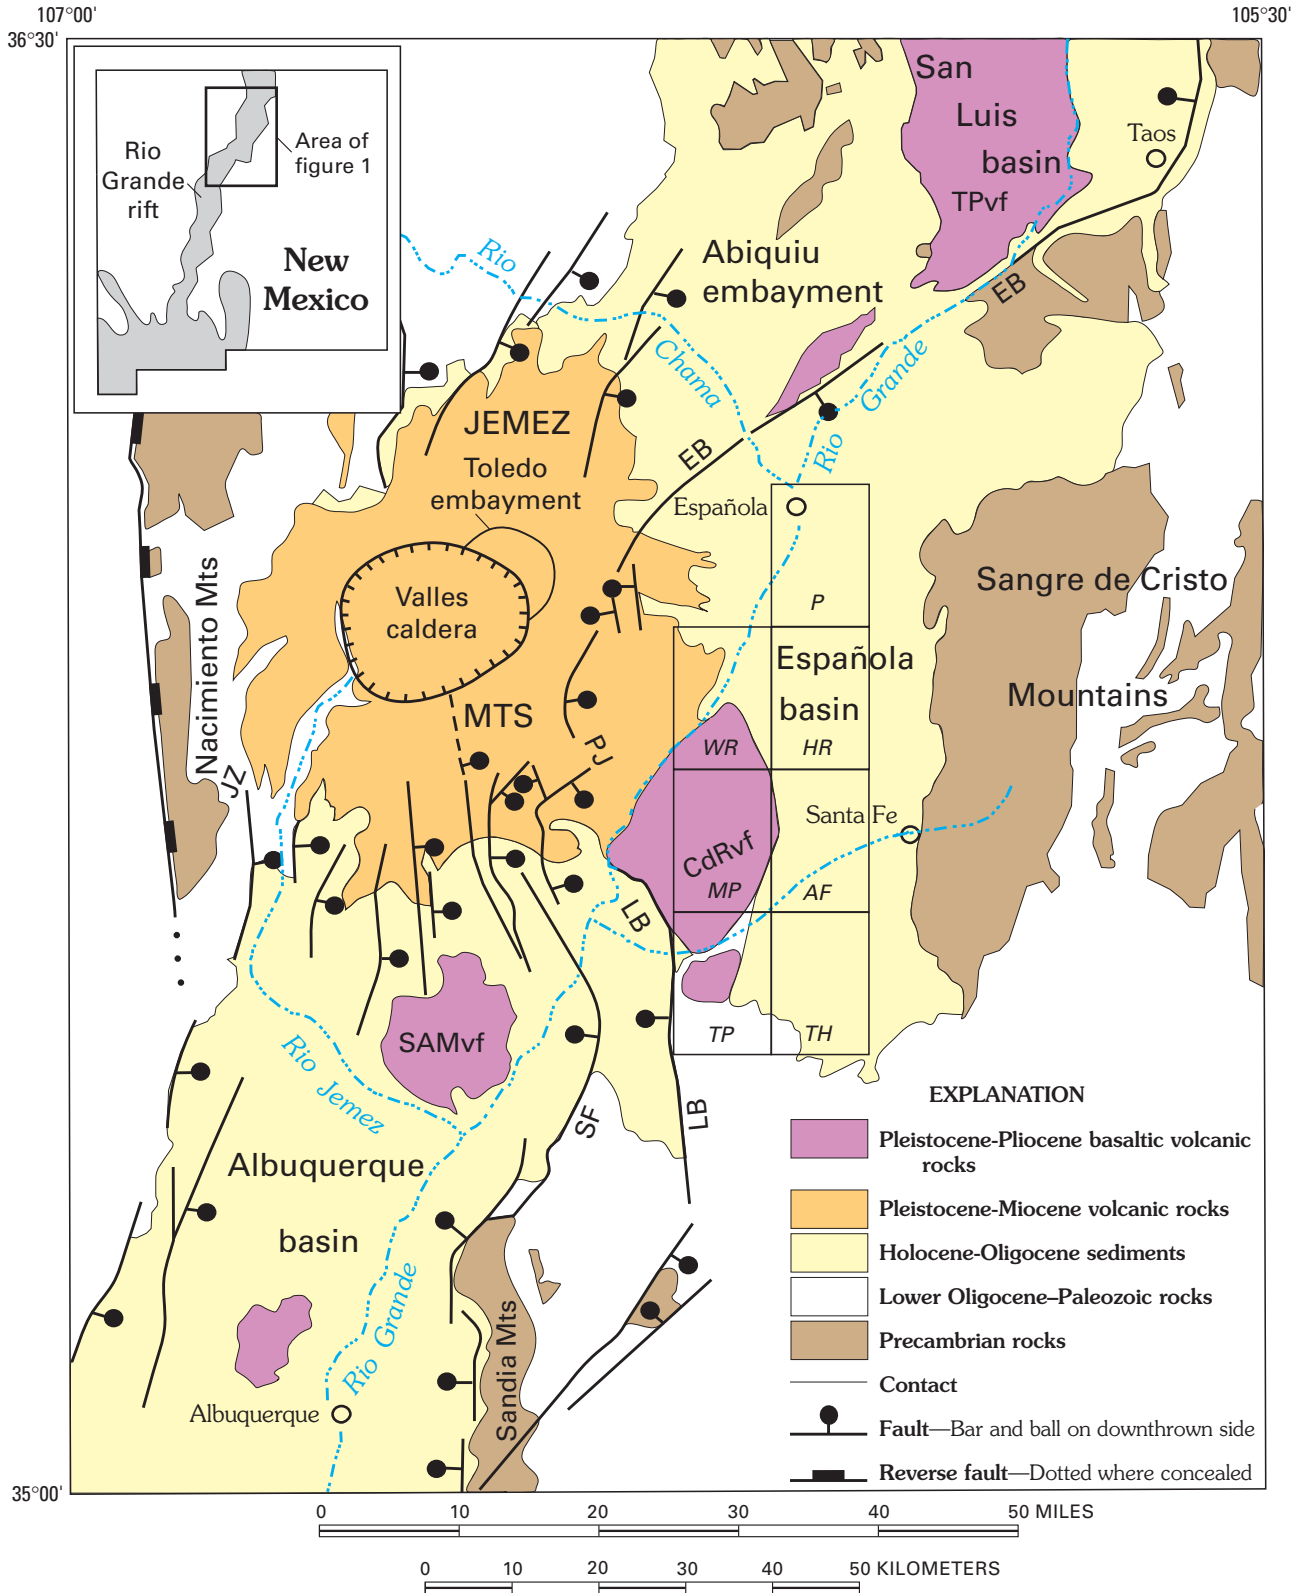 107°00'
105°30'
36°30'
Rio
Grande
rift
Area of
figure 1
New
Mexico
San
Luis
basin
TPvf
Taos
EB
Rio
Chama
Abiquiu
embayment
Rio
Grande
EB
JEMEZ
Toledo
embayment
Española
Valles
caldera
MTS
Nacimiento Mts
JZ
PJ
P
Española
basin
WR
HR
Sangre de Cristo
Mountains
Santa Fe
CdRvf
MP
AF
LB
TP
TH
SAMvf
Rio Jemez
SF
LB
Albuquerque
basin
Rio Grande
Sandia Mts
Albuquerque
EXPLANATION
Pleistocene-Pliocene basaltic volcanic
rocks
Pleistocene-Miocene volcanic rocks
Holocene-Oligocene sediments
Lower Oligocene–Paleozoic rocks
Precambrian rocks
Contact
Fault—Bar and ball on downthrown side
Reverse fault—Dotted where concealed
35°00'
0 10 20 30 40 50 MILES
0 10 20 30 40 50 KILOMETERS